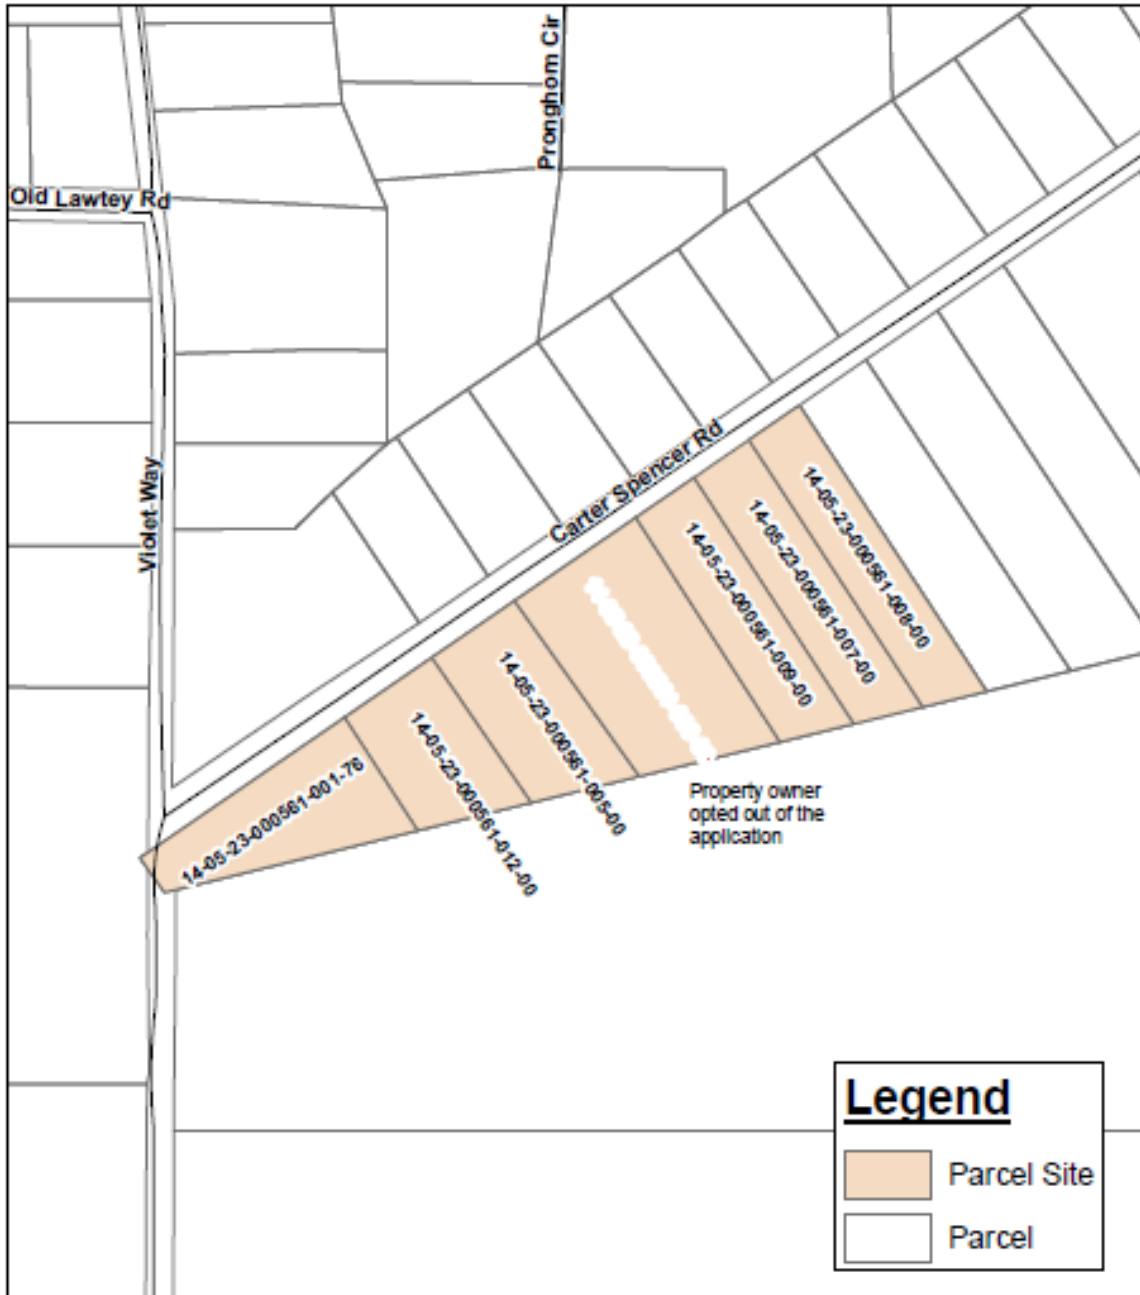 Pronghorn Cir
Old Lawtey Rd
Violet Way
Carter Spencer Rd
14-05-23-000561-008-00
14-05-23-000561-007-00
14-05-23-000561-009-00
14-05-23-000561-005-00
14-05-23-000561-012-00
14-05-23-000561-001-76
Property owner
opted out of the
application
Legend
Parcel Site
Parcel